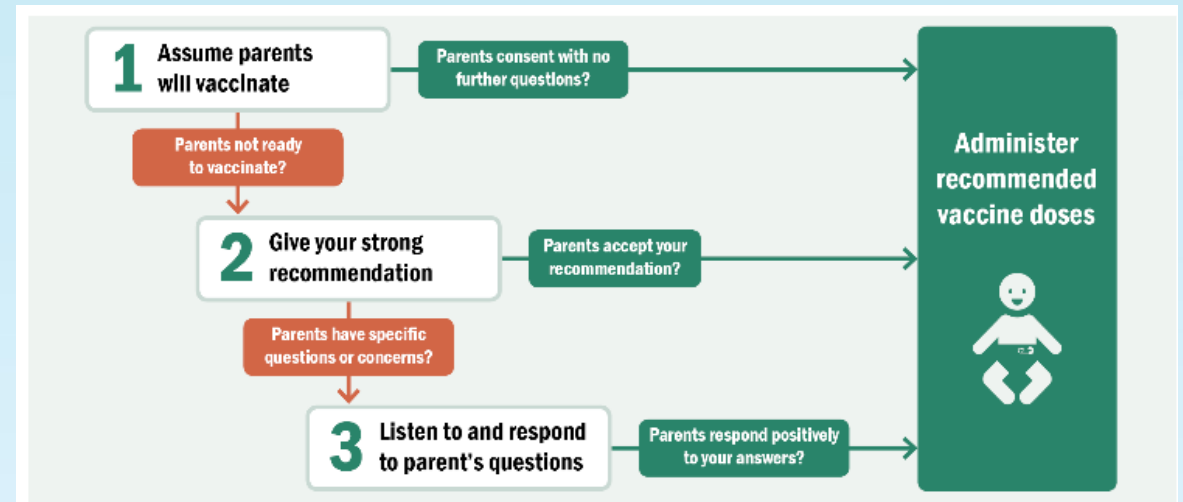 1
Assume parents
will vaccinate
Parents consent with no
further questions?
Parents not ready
to vaccinate?
2
Give your strong
recommendation
Parents accept your
recommendation?
Parents have specific
questions or concerns?
3
Listen to and respond
to parent's questions
Parents respond positively
to your answers?
Administer
recommended
vaccine doses